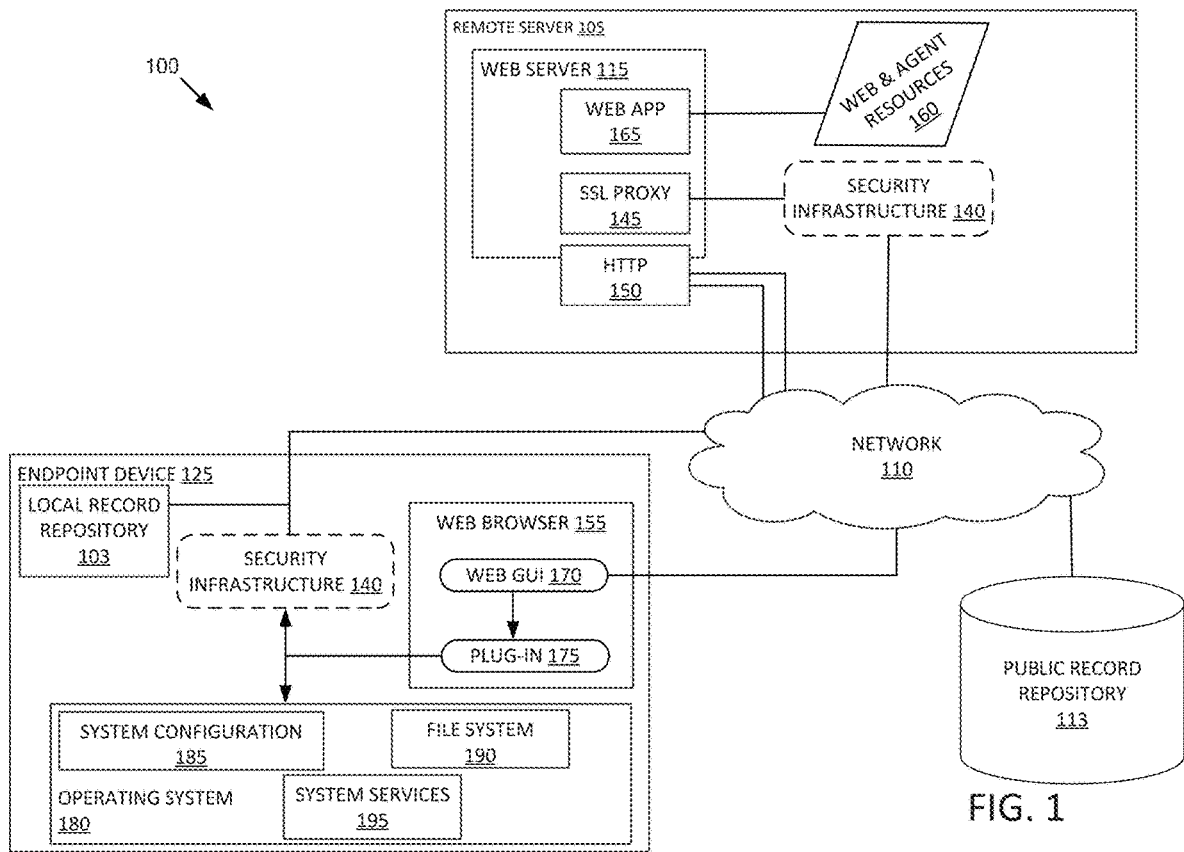 REMOTE SERVER 105
100
WEB SERVER 115
WEB APP
165
WEB & AGENT
RESOURCES
160
SSL PROXY
145
SECURITY
INFRASTRUCTURE 140
HTTP
150
NETWORK
110
ENDPOINT DEVICE 125
LOCAL RECORD
REPOSITORY
103
SECURITY
INFRASTRUCTURE 140
WEB BROWSER 155
WEB GUI 170
PLUG-IN 175
PUBLIC RECORD
REPOSITORY
113
SYSTEM CONFIGURATION
185
FILE SYSTEM
190
OPERATING SYSTEM
180
SYSTEM SERVICES
195
FIG. 1